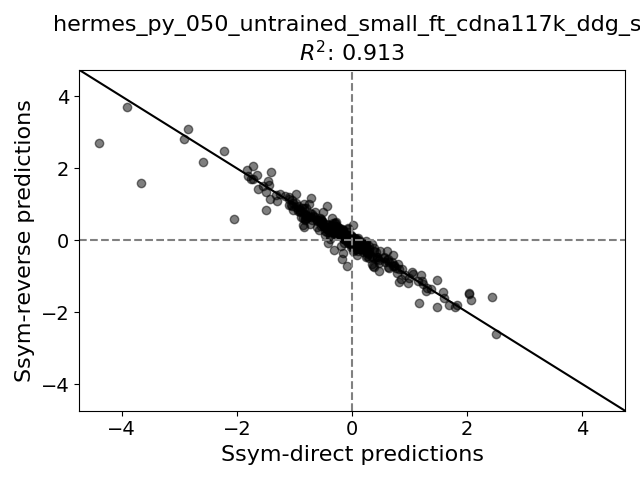 hermes_py_050_untrained_small_ft_cdna117k_ddg_s
R²: 0.913
Ssym-reverse predictions
4
2
0
−2
−4
−4
−2
0
2
4
Ssym-direct predictions